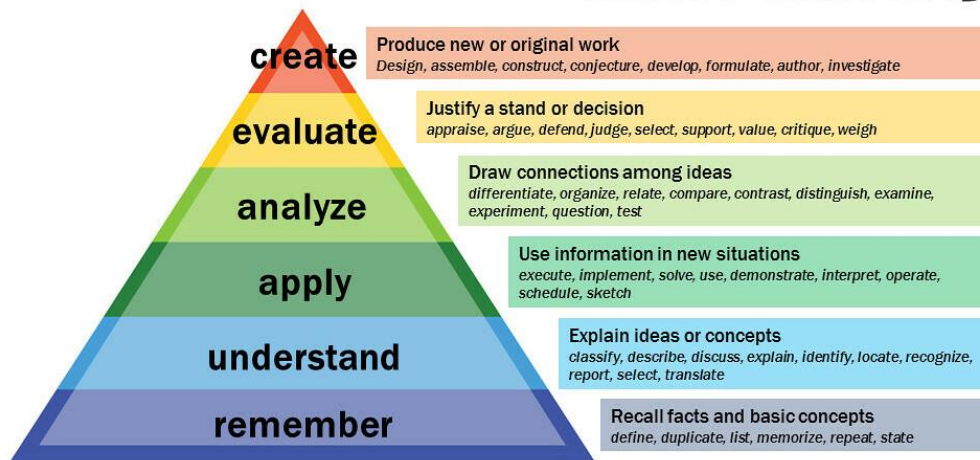 create
Produce new or original work
Design, assemble, construct, conjecture, develop, formulate, author, investigate
evaluate
Justify a stand or decision
appraise, argue, defend, judge, select, support, value, critique, weigh
analyze
Draw connections among ideas
differentiate, organize, relate, compare, contrast, distinguish, examine,
experiment, question, test
apply
Use information in new situations
execute, implement, solve, use, demonstrate, interpret, operate,
schedule, sketch
understand
Explain ideas or concepts
classify, describe, discuss, explain, identify, locate, recognize,
report, select, translate
remember
Recall facts and basic concepts
define, duplicate, list, memorize, repeat, state